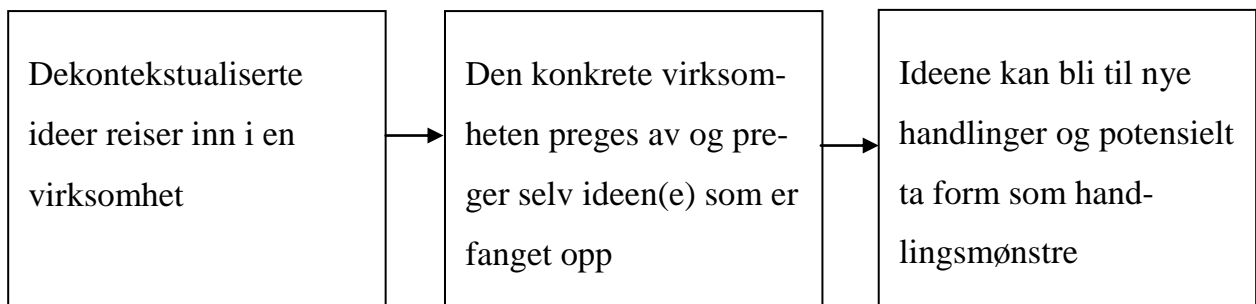 Dekontekstualiserte
ideer reiser inn i en
virksomhet
Den konkrete virksom-
heten preges av og pre-
ger selv ideen(e) som er
fanget opp
Ideene kan bli til nye
handlinger og potensielt
ta form som hand-
lingsmønstre